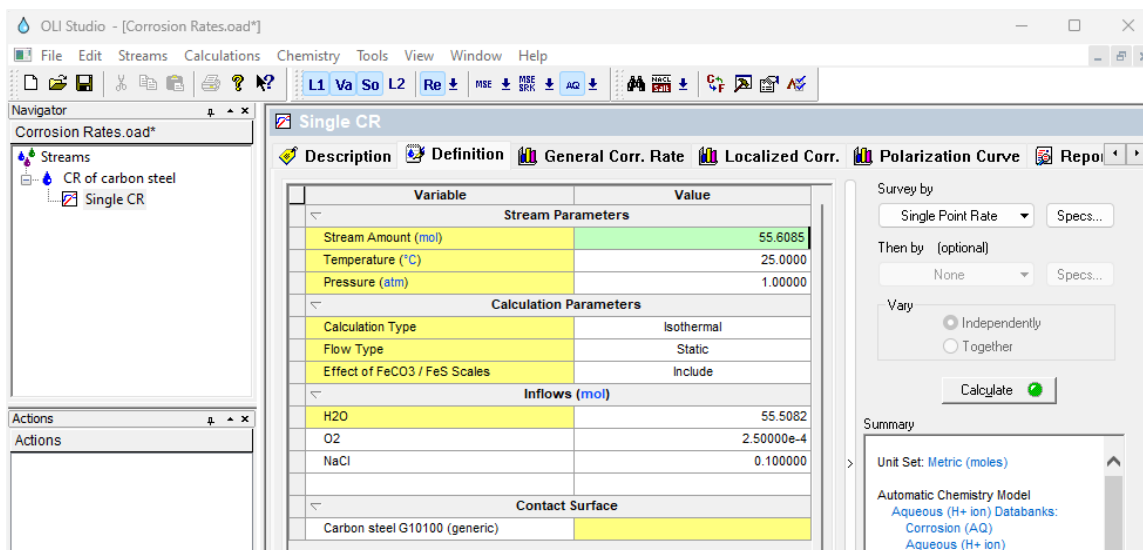 OLI Studio - [Corrosion Rates.oad*]
File Edit Streams Calculations Chemistry Tools View Window Help
L1 Va So L2 Re MSE MSE SRK AQ NACL
Navigator
Corrosion Rates.oad*
Streams
CR of carbon steel
Single CR
Actions
Actions
Single CR
Description Definition General Corr. Rate Localized Corr. Polarization Curve
Variable Value
Stream Parameters
Stream Amount (mol) 55.6085
Temperature (°C) 25.0000
Pressure (atm) 1.00000
Calculation Parameters
Calculation Type Isothermal
Flow Type Static
Effect of FeCO3 / FeS Scales Include
Inflows (mol)
H2O 55.5082
O2 2.50000e-4
NaCl 0.100000
Contact Surface
Carbon steel G10100 (generic)
Survey by
Single Point Rate Specs...
Then by (optional)
None Specs...
Vary
Independently
Together
Calculate
Summary
Unit Set: Metric (moles)
Automatic Chemistry Model
Aqueous (H+ ion) Databanks:
Corrosion (AQ)
Aqueous (H+ ion)